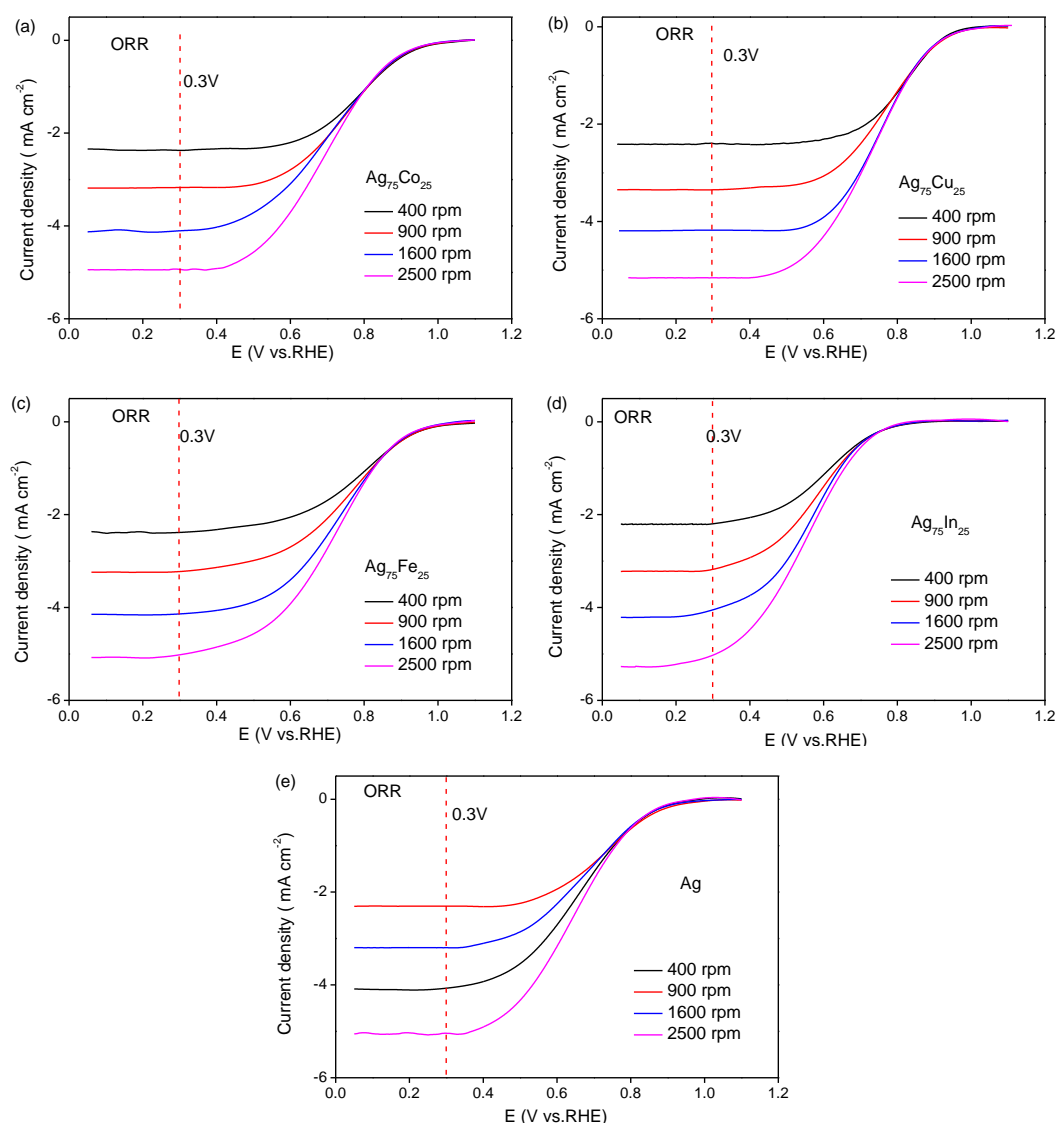 (a)
ORR
0.3V
Ag75Co25
400 rpm
900 rpm
1600 rpm
2500 rpm
Current density ( mA cm-2)
0
-2
-4
-6
0.0 0.2 0.4 0.6 0.8 1.0 1.2
E (V vs.RHE)
(b)
ORR
0.3V
Ag75Cu25
400 rpm
900 rpm
1600 rpm
2500 rpm
Current density ( mA cm-2)
0
-2
-4
-6
0.0 0.2 0.4 0.6 0.8 1.0 1.2
E (V vs.RHE)
(c)
ORR
0.3V
Ag75Fe25
400 rpm
900 rpm
1600 rpm
2500 rpm
Current density ( mA cm-2)
0
-2
-4
-6
0.0 0.2 0.4 0.6 0.8 1.0 1.2
E (V vs.RHE)
(d)
ORR
0.3V
Ag75In25
400 rpm
900 rpm
1600 rpm
2500 rpm
Current density ( mA cm-2)
0
-2
-4
-6
0.0 0.2 0.4 0.6 0.8 1.0 1.2
E (V vs.RHE)
(e)
ORR
0.3V
Ag
400 rpm
900 rpm
1600 rpm
2500 rpm
Current density ( mA cm-2)
0
-2
-4
-6
0.0 0.2 0.4 0.6 0.8 1.0 1.2
E (V vs.RHE)